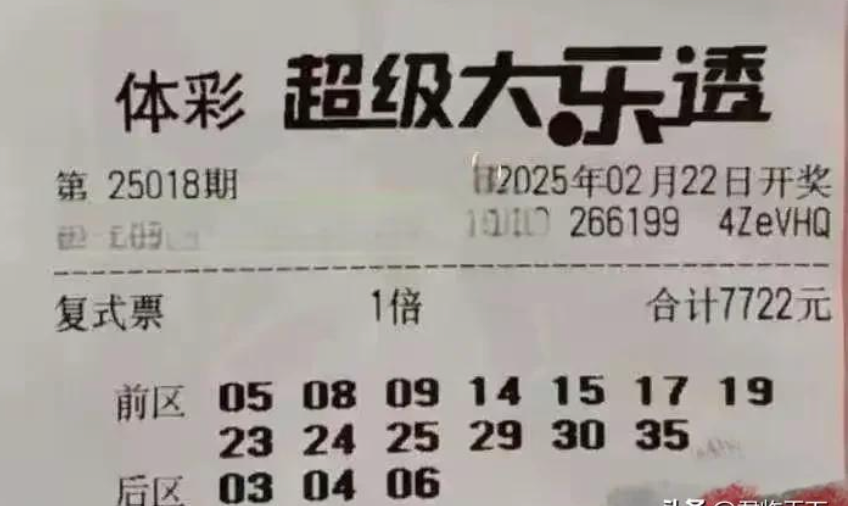 体彩 超级大乐透
第 25018期 2025年02月22日开奖
266199 4ZeVHQ
复式票 1倍 合计7722元
前区 05 08 09 14 15 17 19
23 24 25 29 30 35
后区 03 04 06